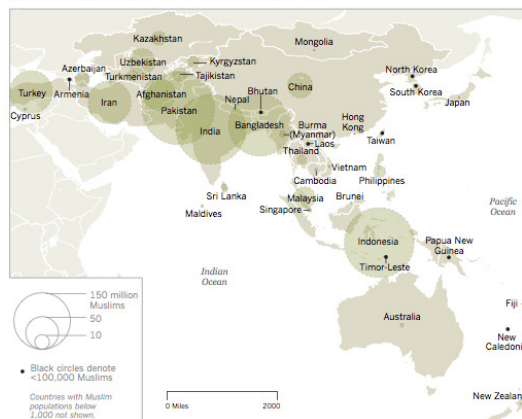 Kazakhstan
Mongolia
Uzbekistan
Kyrgyzstan
Azerbaijan
Turkmenistan
Tajikistan
North Korea
Turkey
Armenia
Iran
Afghanistan
Bhutan
China
South Korea
Japan
Cyprus
Pakistan
Nepal
India
Bangladesh
Burma
(Myanmar)
Hong
Kong
Laos
Taiwan
Thailand
Vietnam
Cambodia
Philippines
Sri Lanka
Malaysia
Brunei
Maldives
Singapore
Pacific
Ocean
Indonesia
Papua New
Guinea
Timor-Leste
Indian
Ocean
150 million
Muslims
50
10
Black circles denote
<100,000 Muslims
Countries with Muslim
populations below
1,000 not shown.
Australia
Fiji
New
Caledoni
0 Miles
2000
New Zealand